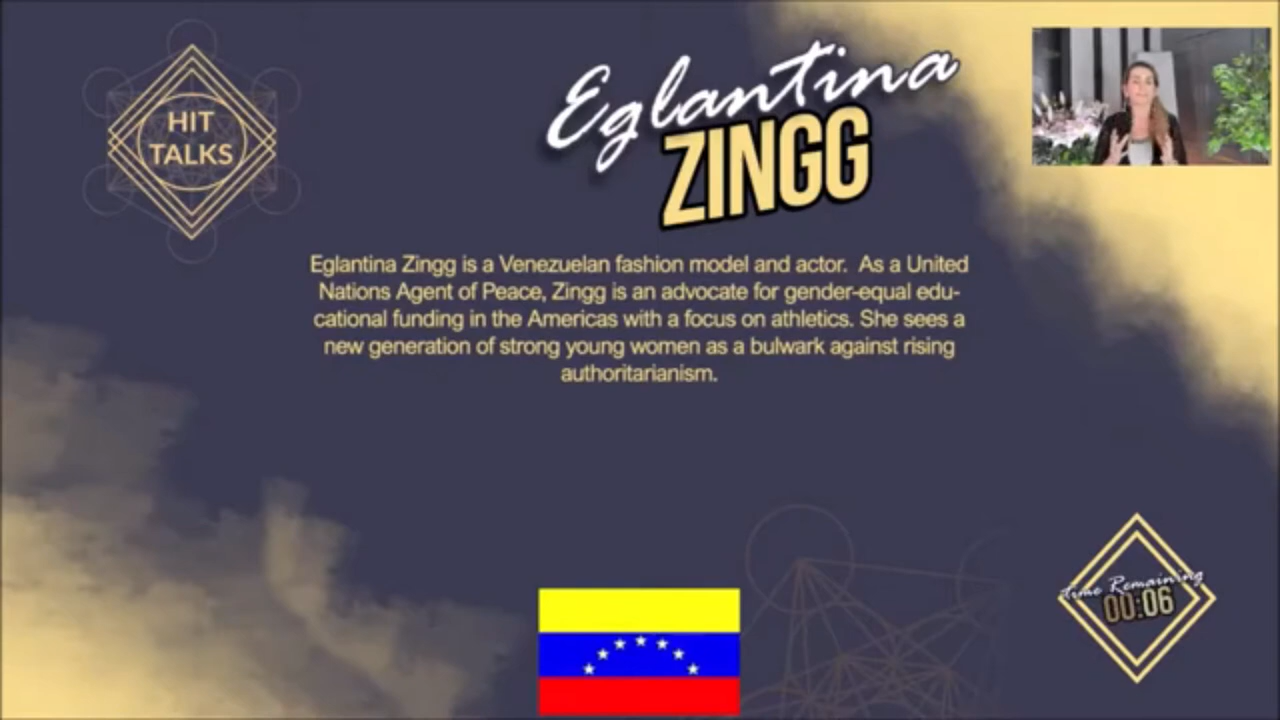 HIT
TALKS
Eglantina
ZINGG
Eglantina Zingg is a Venezuelan fashion model and actor. As a United
Nations Agent of Peace, Zingg is an advocate for gender-equal edu-
cational funding in the Americas with a focus on athletics. She sees a
new generation of strong young women as a bulwark against rising
authoritarianism.
Time Remaining
00:06